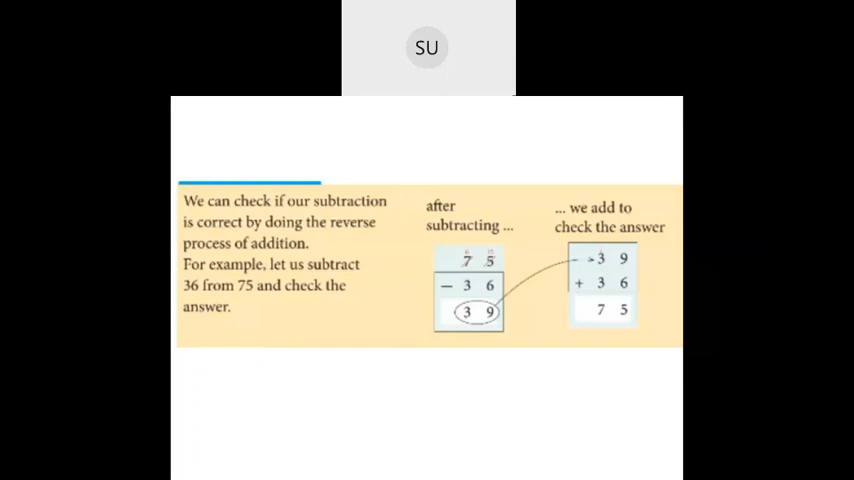 SU
We can check if our subtraction
is correct by doing the reverse
process of addition.
For example, let us subtract
36 from 75 and check the
answer.
after
subtracting ...
7 5
− 3 6
3 9
... we add to
check the answer
3 9
+ 3 6
7 5